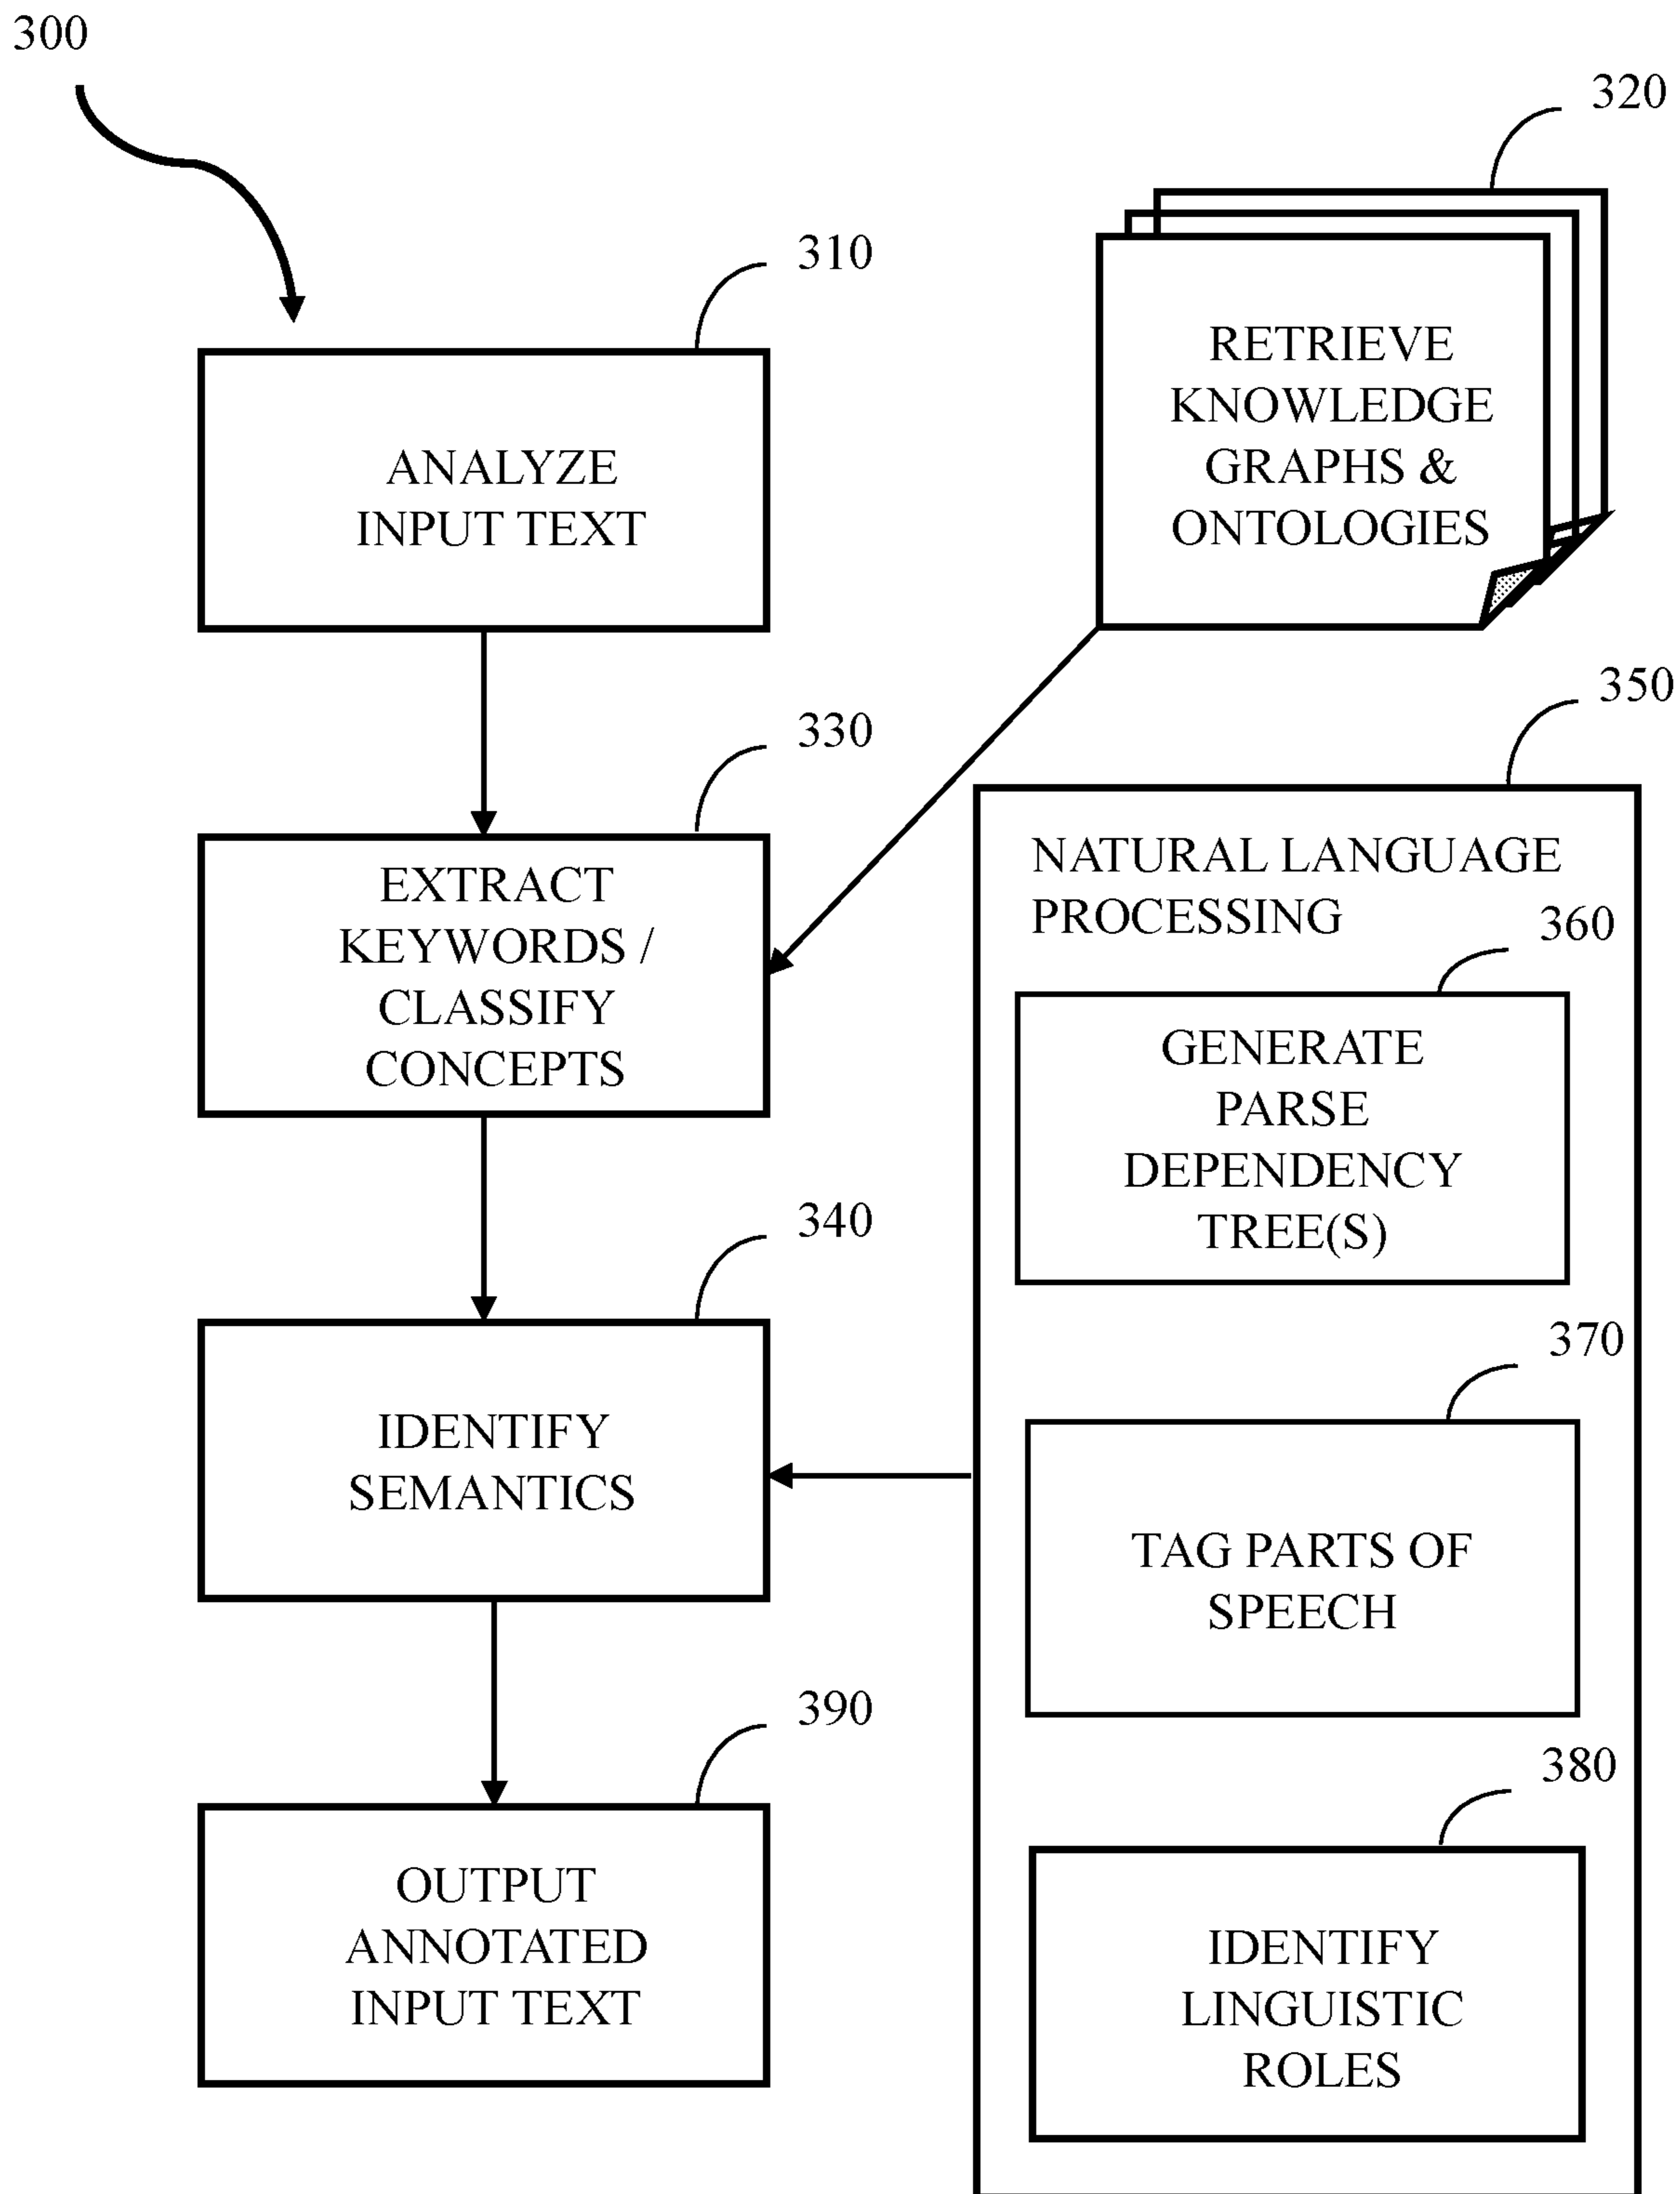 300
320
310
RETRIEVE
KNOWLEDGE
GRAPHS &
ONTOLOGIES
ANALYZE
INPUT TEXT
350
330
NATURAL LANGUAGE
PROCESSING
EXTRACT
KEYWORDS /
CLASSIFY
CONCEPTS
360
GENERATE
PARSE
DEPENDENCY
TREE(S)
340
IDENTIFY
SEMANTICS
370
TAG PARTS OF
SPEECH
390
OUTPUT
ANNOTATED
INPUT TEXT
380
IDENTIFY
LINGUISTIC
ROLES